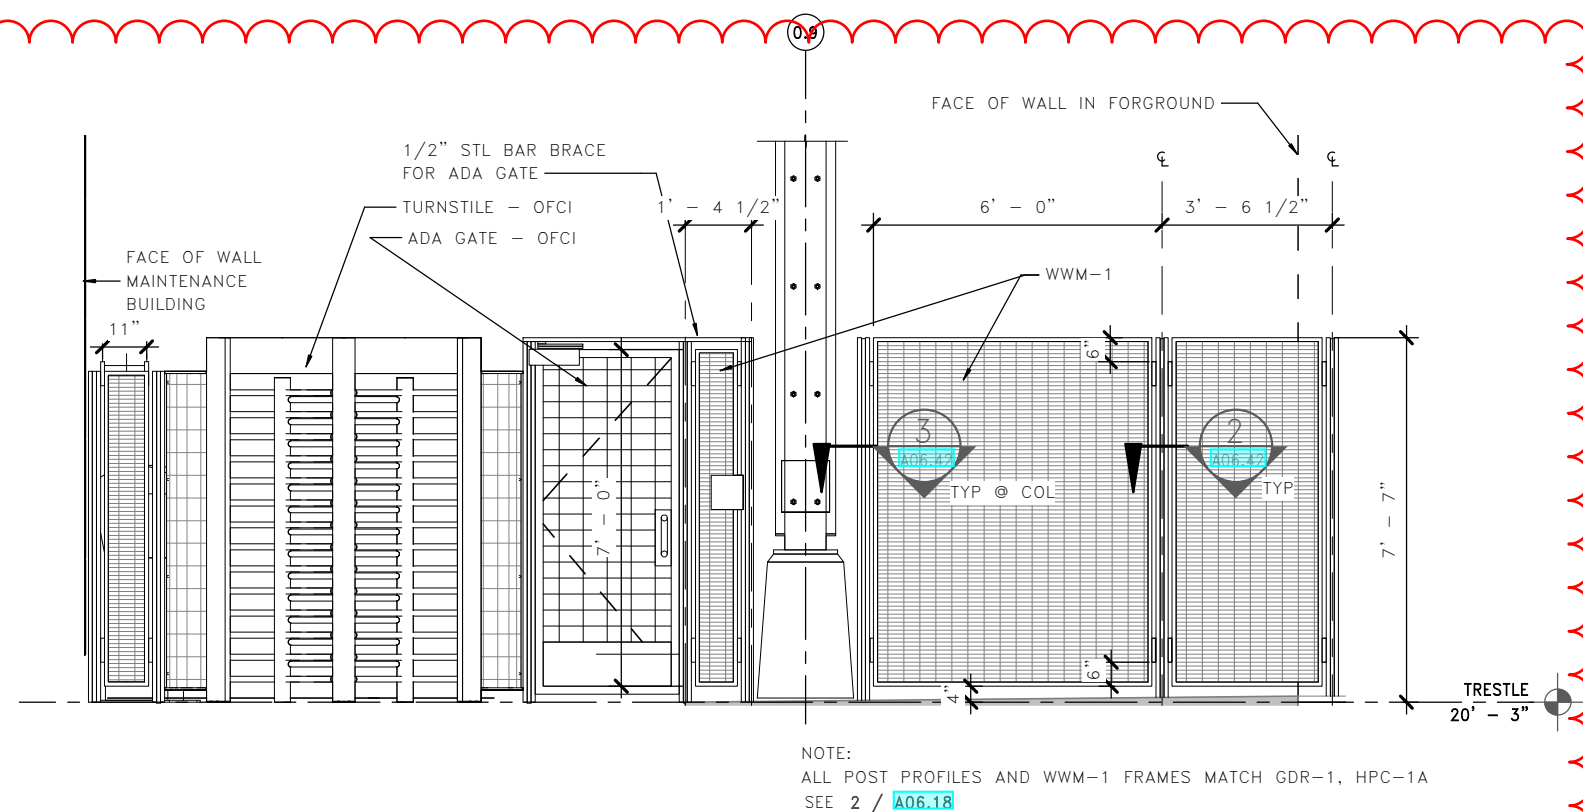 0.9
FACE OF WALL IN FORGROUND
1/2" STL BAR BRACE
FOR ADA GATE
℄
℄
TURNSTILE - OFCI
1' - 4 1/2"
6' - 0"
3' - 6 1/2"
ADA GATE - OFCI
FACE OF WALL
MAINTENANCE
BUILDING
WWM-1
11"
6"
3
A06.42
TYP @ COL
2
A06.42
TYP
7' - 0"
7' - 7"
6"
4"
TRESTLE
20' - 3"
NOTE:
ALL POST PROFILES AND WWM-1 FRAMES MATCH GDR-1, HPC-1A
SEE 2 / A06.18